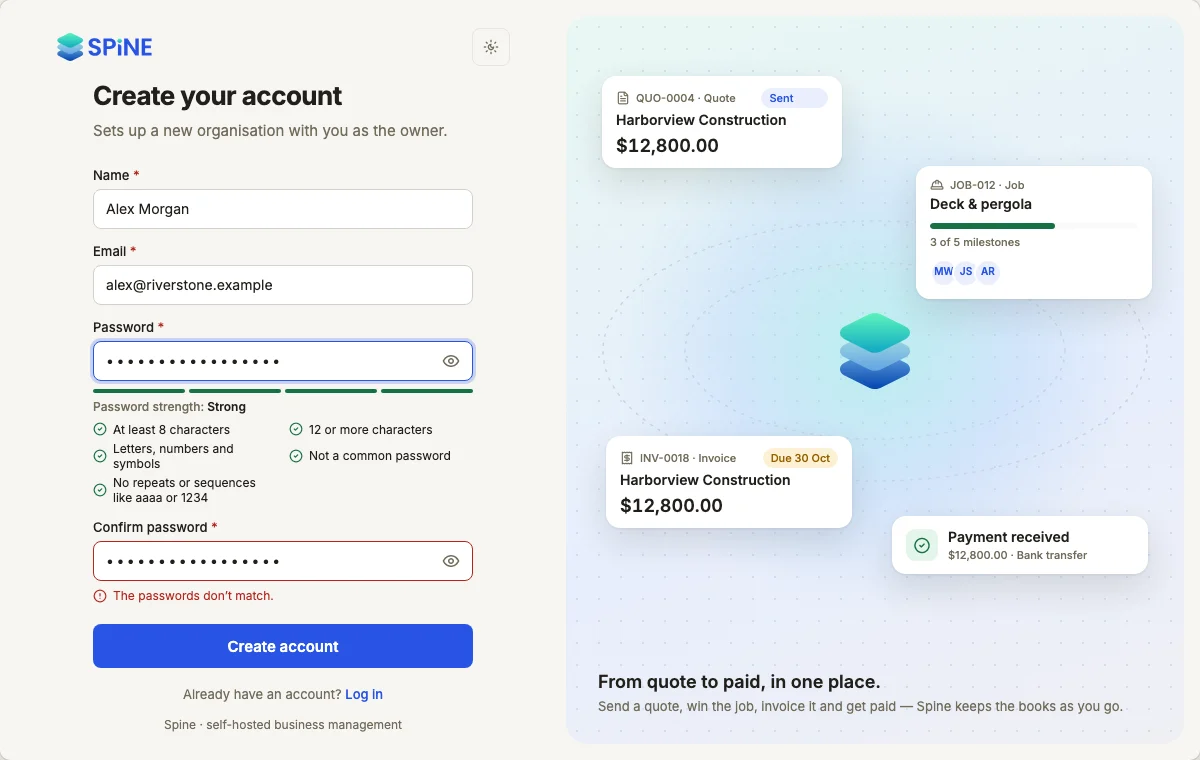 SPiNE
Create your account
Sets up a new organisation with you as the owner.
Name *
Alex Morgan
Email *
alex@riverstone.example
Password *
•••••••••••••••••
Password strength: Strong
At least 8 characters
12 or more characters
Letters, numbers and
symbols
Not a common password
No repeats or sequences
like aaaa or 1234
Confirm password *
•••••••••••••••••
The passwords don’t match.
Create account
Already have an account? Log in
Spine · self-hosted business management
QUO-0004 · Quote
Sent
Harborview Construction
$12,800.00
JOB-012 · Job
Deck & pergola
3 of 5 milestones
MW JS AR
INV-0018 · Invoice
Due 30 Oct
Harborview Construction
$12,800.00
Payment received
$12,800.00 · Bank transfer
From quote to paid, in one place.
Send a quote, win the job, invoice it and get paid — Spine keeps the books as you go.